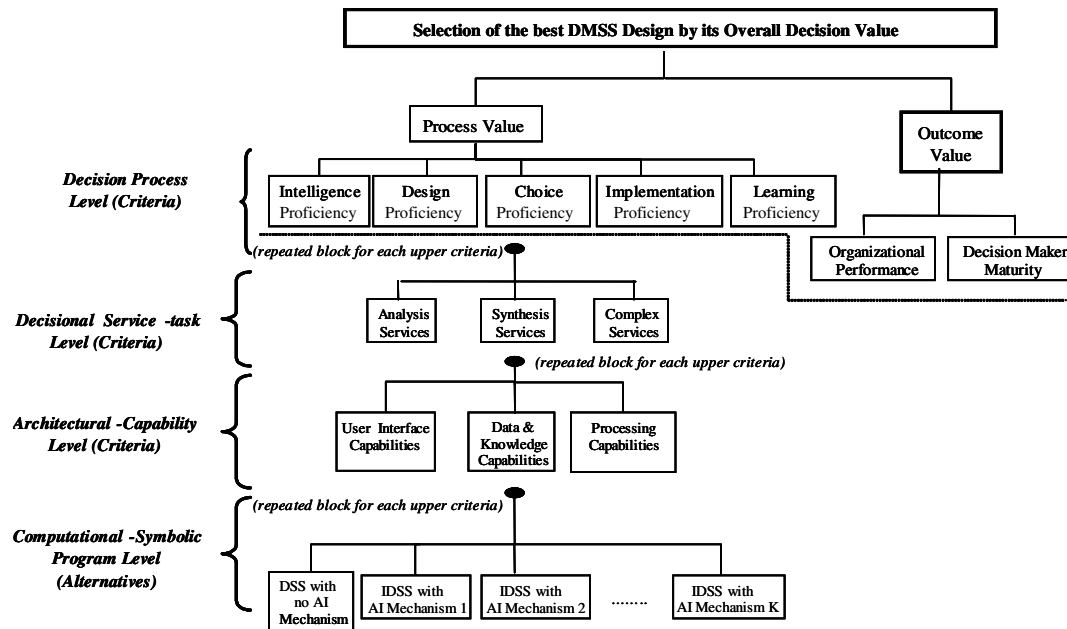 Selection of the best DMSS Design by its Overall Decision Value
Process Value
Outcome
Value
Decision Process
Level (Criteria)
Intelligence
Proficiency
Design
Proficiency
Choice
Proficiency
Implementation
Proficiency
Learning
Proficiency
Organizational
Performance
Decision Maker
Maturity
(repeated block for each upper criteria)
Decisional Service -task
Level (Criteria)
Analysis
Services
Synthesis
Services
Complex
Services
(repeated block for each upper criteria)
Architectural -Capability
Level (Criteria)
User Interface
Capabilities
Data &
Knowledge
Capabilities
Processing
Capabilities
(repeated block for each upper criteria)
Computational -Symbolic
Program Level
(Alternatives)
DSS with
no AI
Mechanism
IDSS with
AI Mechanism 1
IDSS with
AI Mechanism 2
........
IDSS with
AI Mechanism K